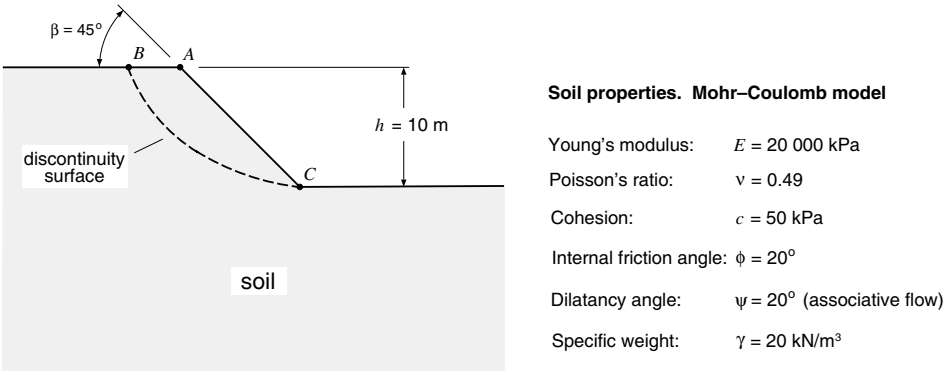 β = 45°
B
A
h = 10 m
discontinuity
surface
C
soil
Soil properties. Mohr–Coulomb model
Young's modulus: E = 20 000 kPa
Poisson's ratio: ν = 0.49
Cohesion: c = 50 kPa
Internal friction angle: ϕ = 20°
Dilatancy angle: ψ = 20° (associative flow)
Specific weight: γ = 20 kN/m³